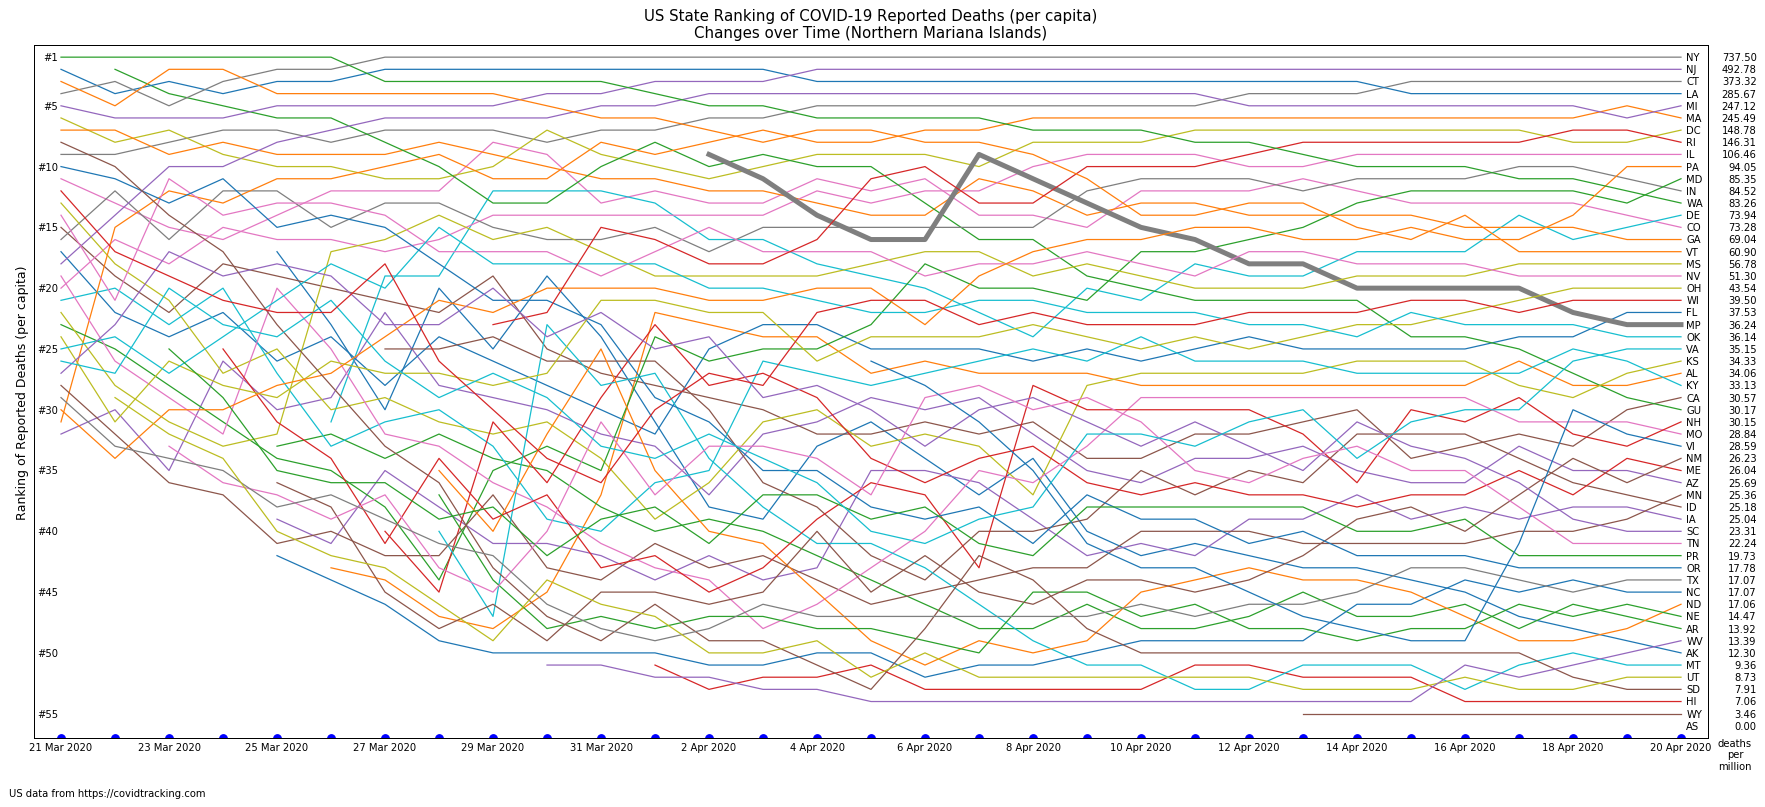 US State Ranking of COVID-19 Reported Deaths (per capita)
Changes over Time (Northern Mariana Islands)
Ranking of Reported Deaths (per capita)
#1
#5
#10
#15
#20
#25
#30
#35
#40
#45
#50
#55
NY 737.50
NJ 492.78
CT 373.32
LA 285.67
MI 247.12
MA 245.49
DC 148.78
RI 146.31
IL 106.46
PA 94.05
MD 85.35
IN 84.52
WA 83.26
DE 73.94
CO 73.28
GA 69.04
VT 60.90
MS 56.78
NV 51.30
OH 43.54
WI 39.50
FL 37.53
MP 36.24
OK 36.14
VA 35.15
KS 34.33
AL 34.06
KY 33.13
CA 30.57
GU 30.17
NH 30.15
MO 28.84
VI 28.59
NM 26.23
ME 26.04
AZ 25.69
MN 25.36
ID 25.18
IA 25.04
SC 23.31
TN 22.24
PR 19.73
OR 17.78
TX 17.07
NC 17.07
ND 17.06
NE 14.47
AR 13.92
WV 13.39
AK 12.30
MT 9.36
UT 8.73
SD 7.91
HI 7.06
WY 3.46
AS 0.00
21 Mar 2020 23 Mar 2020 25 Mar 2020 27 Mar 2020 29 Mar 2020 31 Mar 2020 2 Apr 2020 4 Apr 2020 6 Apr 2020 8 Apr 2020 10 Apr 2020 12 Apr 2020 14 Apr 2020 16 Apr 2020 18 Apr 2020 20 Apr 2020
deaths
per
million
US data from https://covidtracking.com